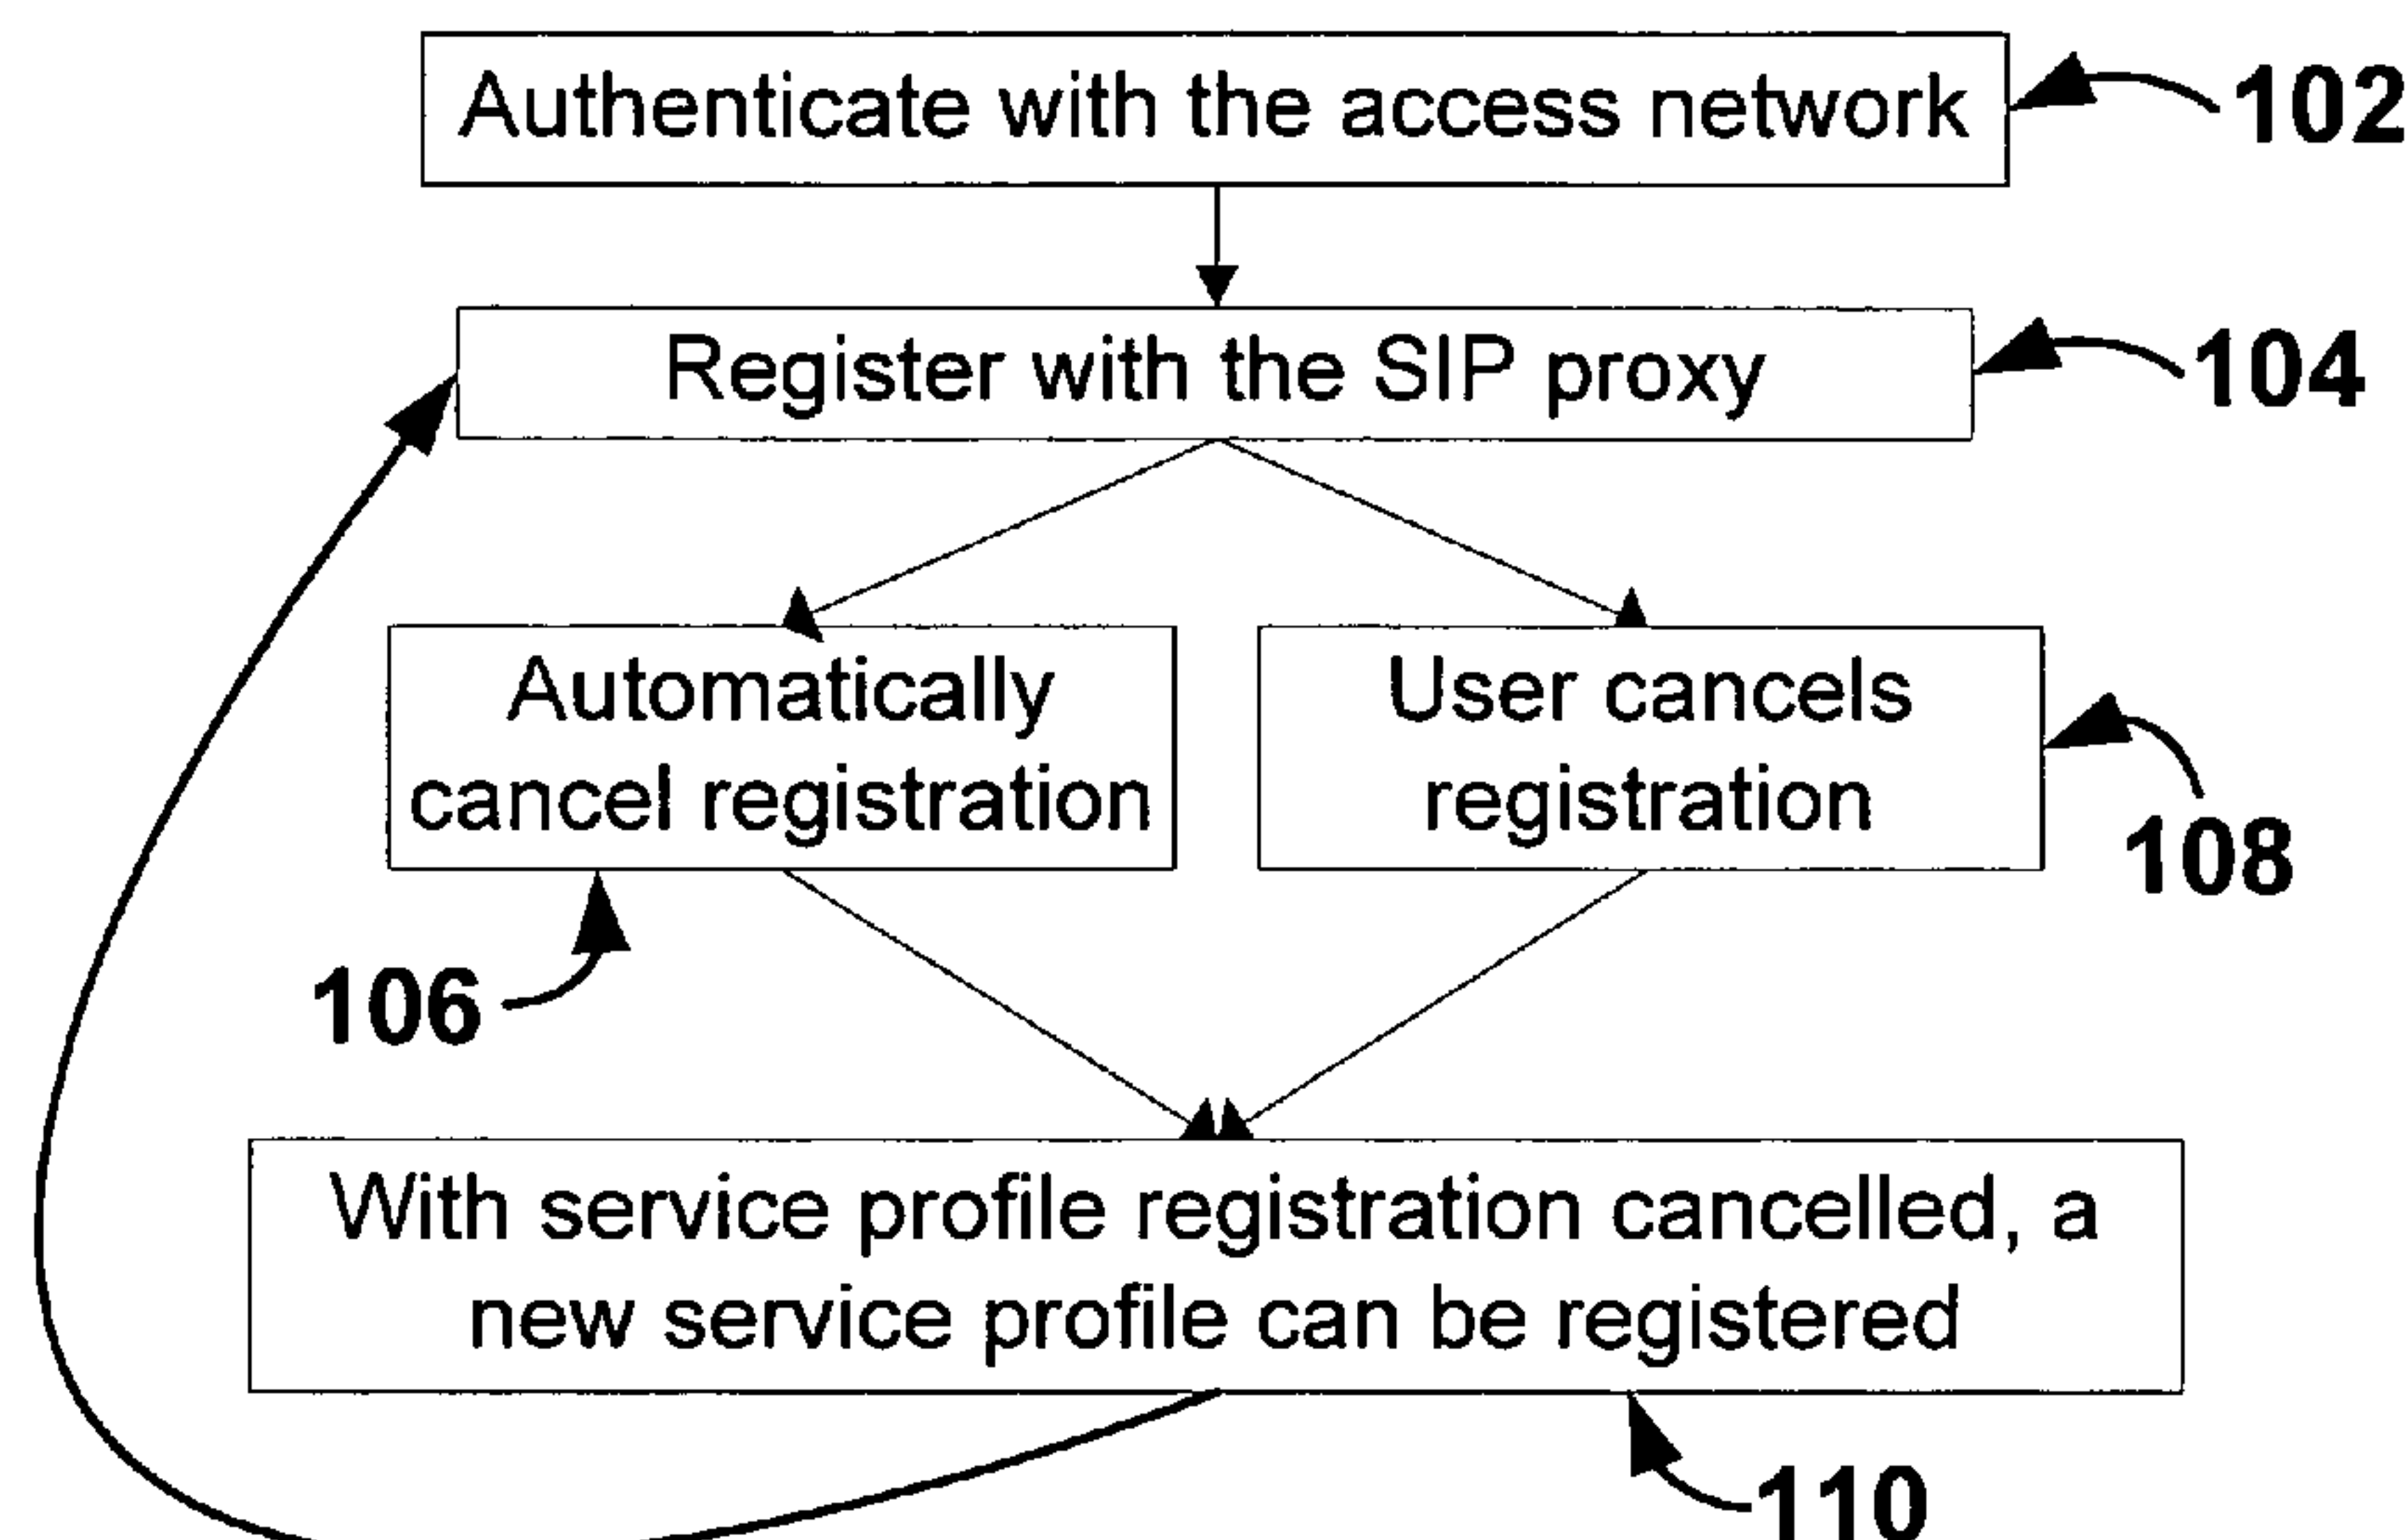 Authenticate with the access network
102
Register with the SIP proxy
104
Automatically
cancel registration
User cancels
registration
108
106
With service profile registration cancelled, a
new service profile can be registered
110